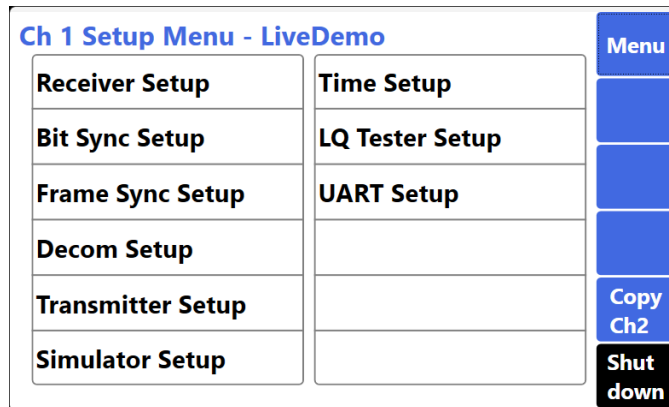 Ch 1 Setup Menu - LiveDemo
Receiver Setup
Bit Sync Setup
Frame Sync Setup
Decom Setup
Transmitter Setup
Simulator Setup
Time Setup
LQ Tester Setup
UART Setup
Menu
Copy
Ch2
Shut
down